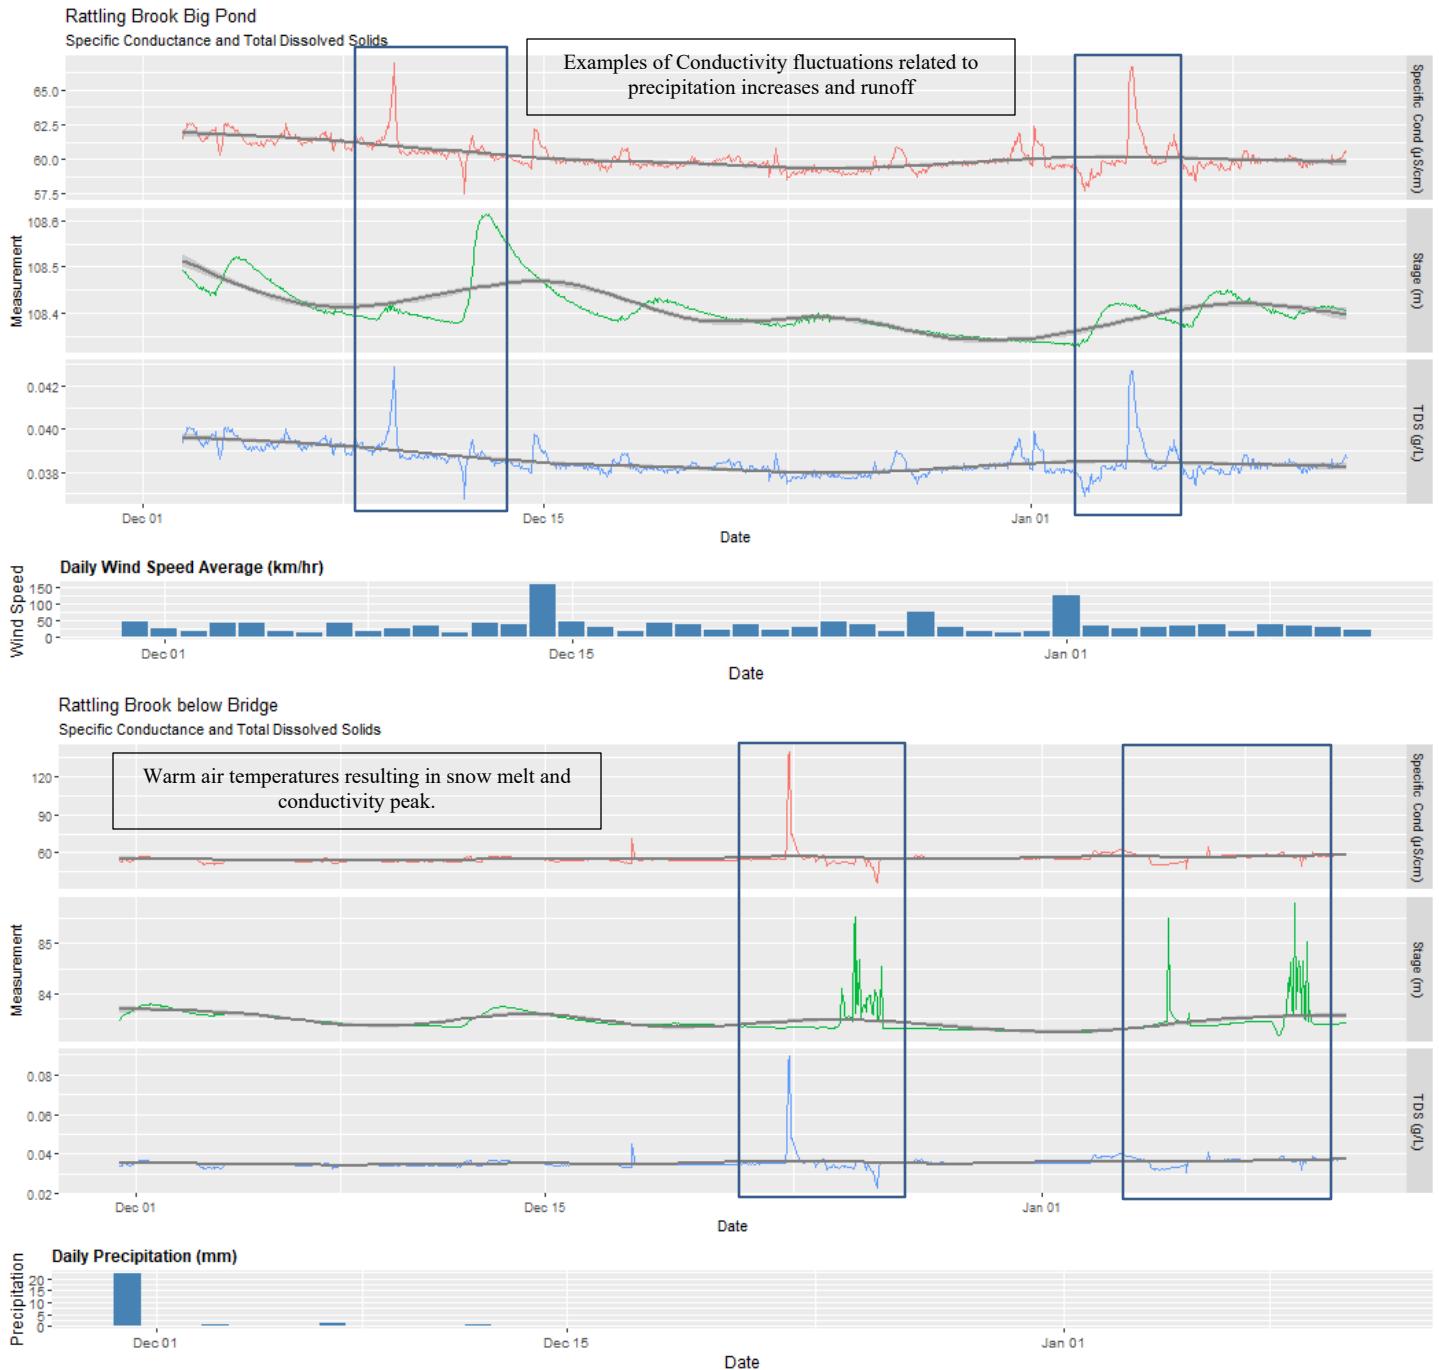 Rattling Brook Big Pond
Specific Conductance and Total Dissolved Solids
Examples of Conductivity fluctuations related to
precipitation increases and runoff
65.0
62.5
60.0
57.5
Specific Cond (µS/cm)
108.6
108.5
108.4
Stage (m)
Measurement
0.042
0.040
0.038
TDS (g/L)
Dec 01
Dec 15
Jan 01
Date
Daily Wind Speed Average (km/hr)
Wind Speed
150
100
50
0
Dec 01
Dec 15
Jan 01
Date
Rattling Brook below Bridge
Specific Conductance and Total Dissolved Solids
Warm air temperatures resulting in snow melt and
conductivity peak.
120
90
60
Specific Cond (µS/cm)
85
84
Stage (m)
Measurement
0.08
0.06
0.04
0.02
TDS (g/L)
Dec 01
Dec 15
Jan 01
Date
Daily Precipitation (mm)
Precipitation
20
15
10
5
0
Dec 01
Dec 15
Jan 01
Date